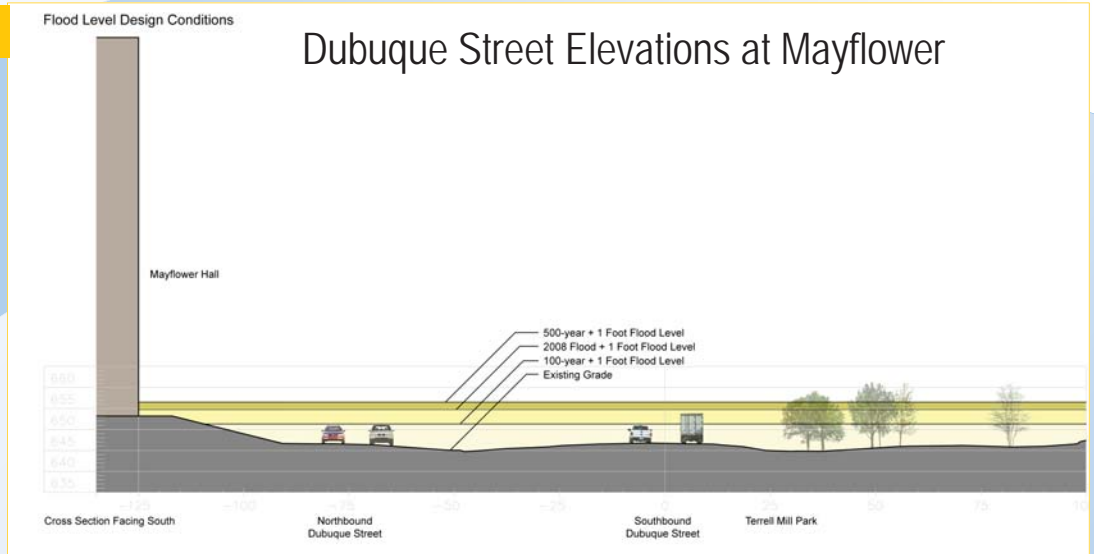 Flood Level Design Conditions
Dubuque Street Elevations at Mayflower
Mayflower Hall
500-year + 1 Foot Flood Level
2008 Flood + 1 Foot Flood Level
100-year + 1 Foot Flood Level
Existing Grade
660
655
650
645
640
635
-125
-100
-75
-50
-25
0
25
50
75
Cross Section Facing South
Northbound
Dubuque Street
Southbound
Dubuque Street
Terrell Mill Park